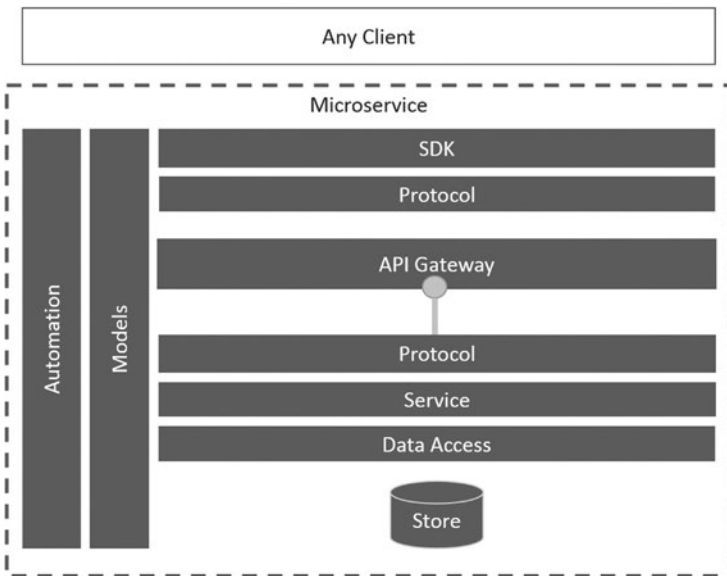 Any Client
Microservice
Automation
Models
SDK
Protocol
API Gateway
Protocol
Service
Data Access
Store